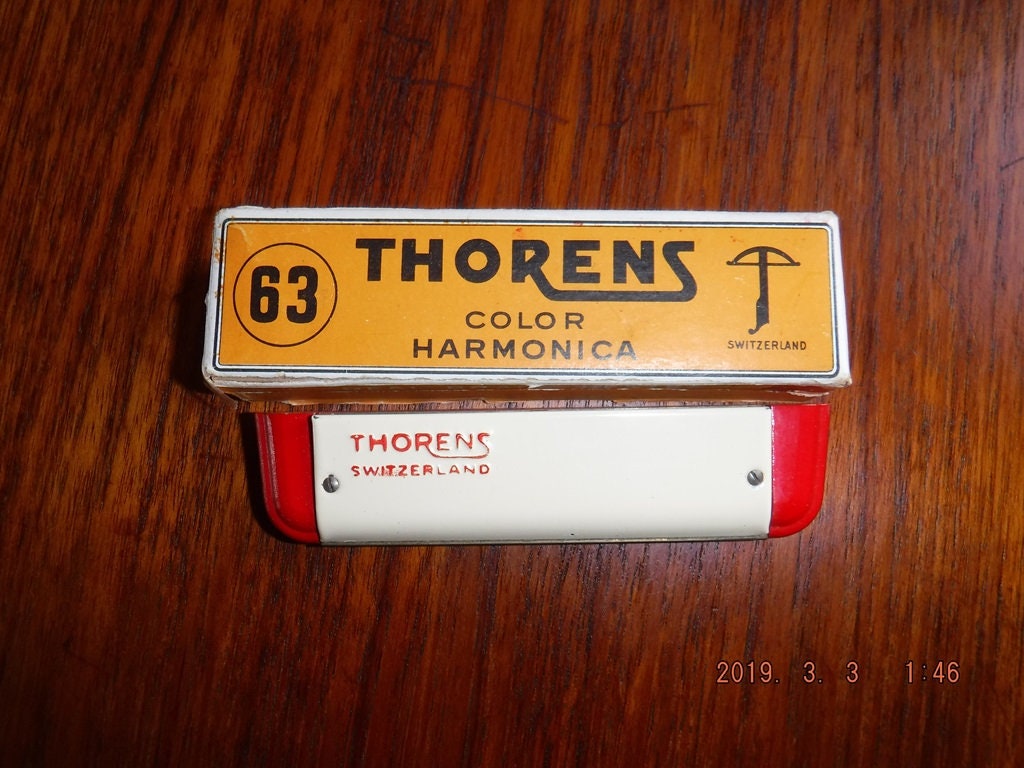 63
THORENS
COLOR
HARMONICA
SWITZERLAND
THORENS
SWITZERLAND
2019. 3. 3 1:46